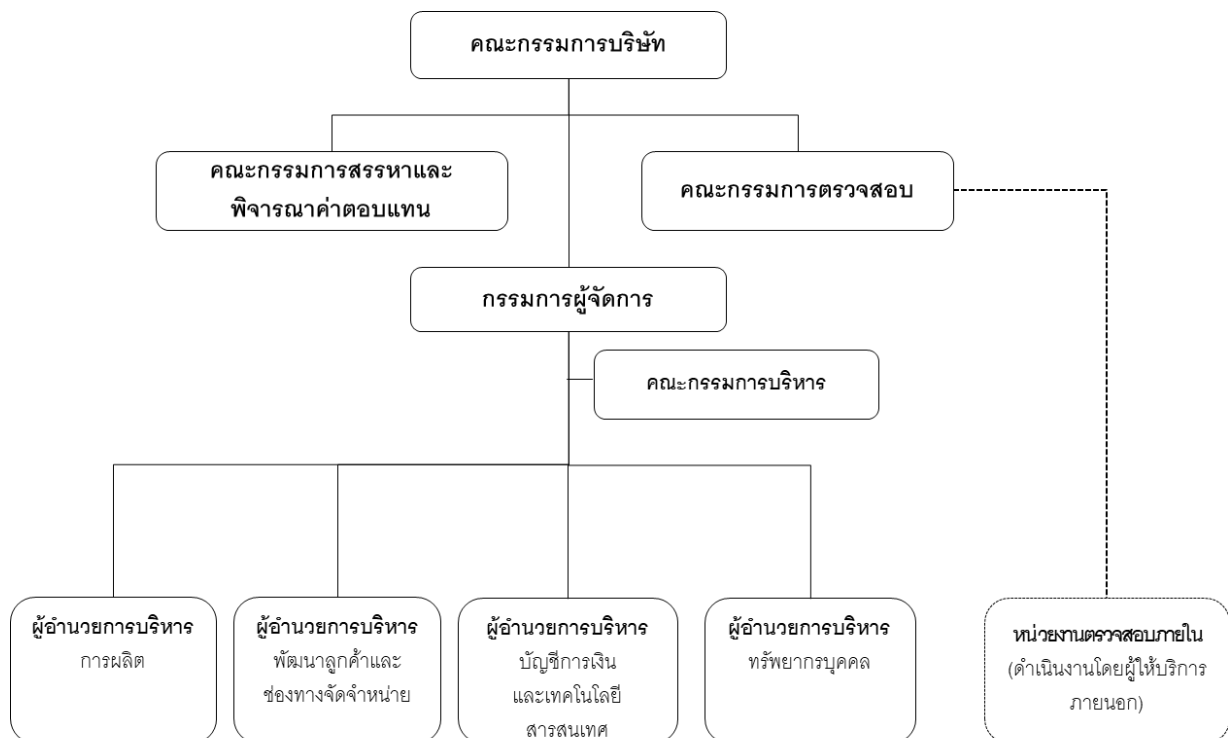 คณะกรรมการบริษัท
คณะกรรมการสรรหาและ
พิจารณาค่าตอบแทน
คณะกรรมการตรวจสอบ
กรรมการผู้จัดการ
คณะกรรมการบริหาร
ผู้อำนวยการบริหาร
การผลิต
ผู้อำนวยการบริหาร
พัฒนาลูกค้าและ
ช่องทางจัดจำหน่าย
ผู้อำนวยการบริหาร
บัญชีการเงิน
และเทคโนโลยี
สารสนเทศ
ผู้อำนวยการบริหาร
ทรัพยากรบุคคล
หน่วยงานตรวจสอบภายใน
(ดำเนินงานโดยผู้ให้บริการ
ภายนอก)